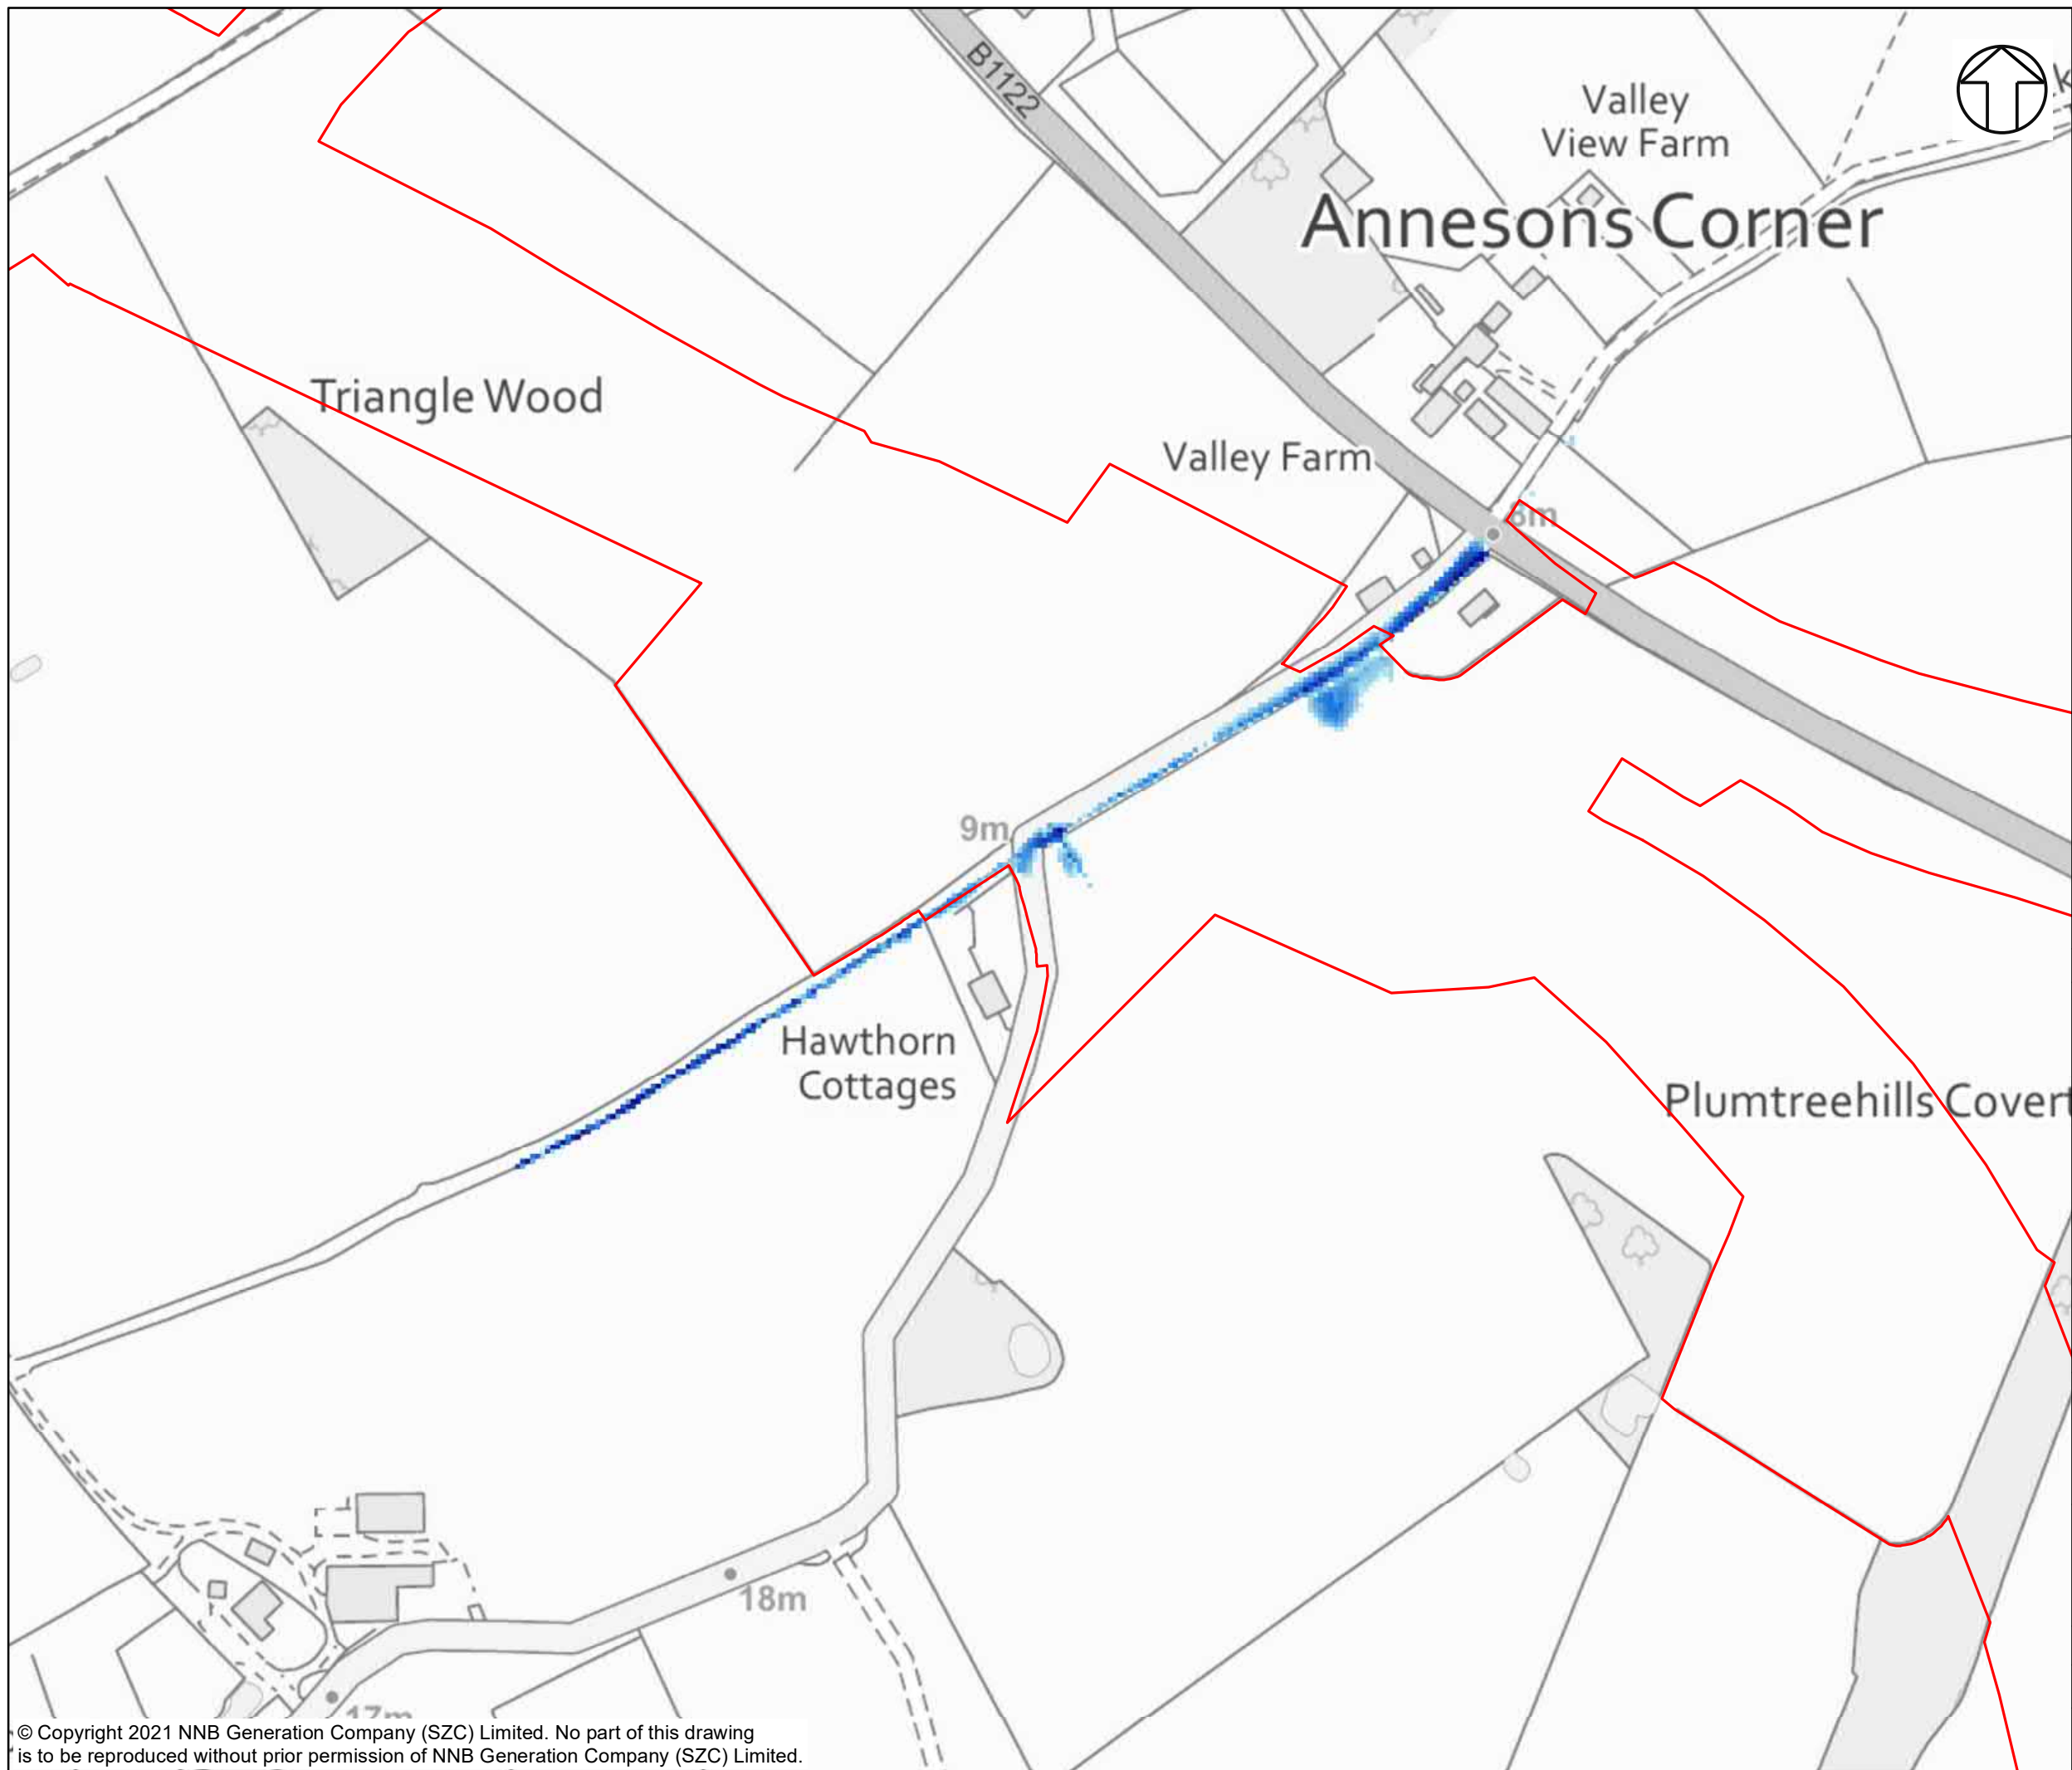 B1122
Valley
View Farm
Annesons Corner
Triangle Wood
Valley Farm
8m
9m
Hawthorn
Cottages
Plumtreehills Covert
18m
17m
© Copyright 2021 NNB Generation Company (SZC) Limited. No part of this drawing
is to be reproduced without prior permission of NNB Generation Company (SZC) Limited.